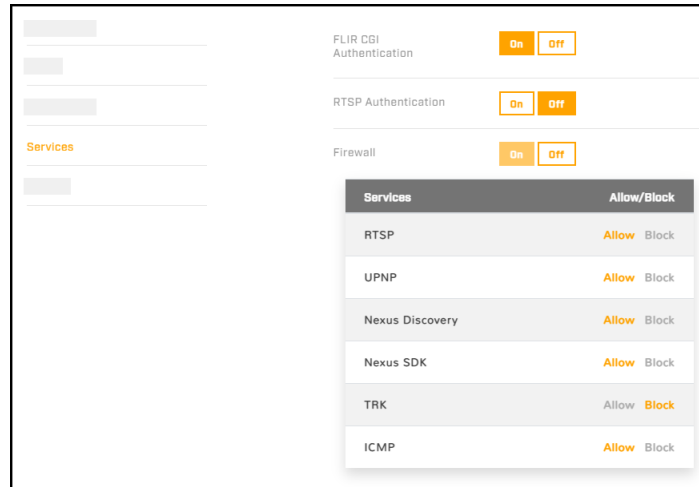 FLIR CGI
Authentication
On Off
RTSP Authentication
On Off
Services
Firewall
On Off
Services Allow/Block
RTSP Allow Block
UPNP Allow Block
Nexus Discovery Allow Block
Nexus SDK Allow Block
TRK Allow Block
ICMP Allow Block